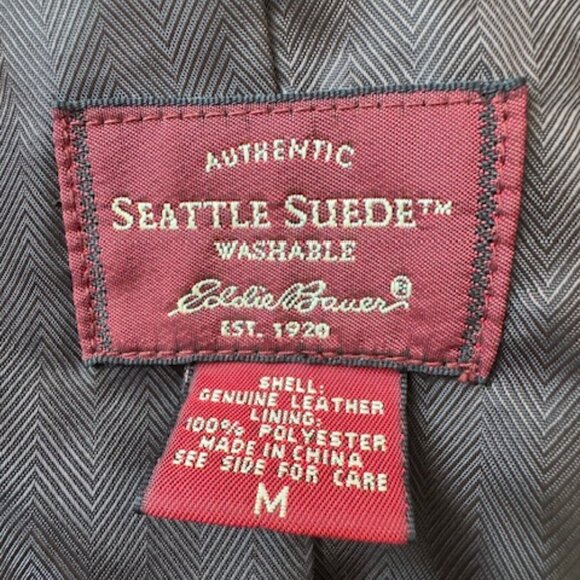 AUTHENTIC
SEATTLE SUEDE™
WASHABLE
Eddie Bauer®
EST. 1920
SHELL:
GENUINE LEATHER
LINING:
100% POLYESTER
MADE IN CHINA
SEE SIDE FOR CARE
M